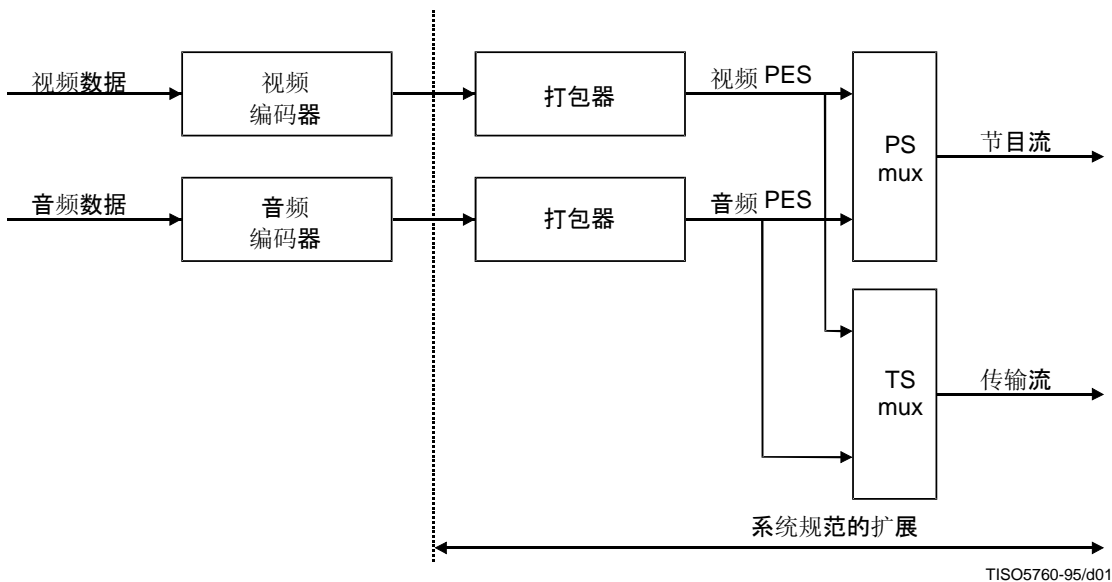 视频数据
视频
编码器
打包器
视频 PES
PS
mux
节目流
音频数据
音频
编码器
打包器
音频 PES
TS
mux
传输流
系统规范的扩展
TISO5760-95/d01